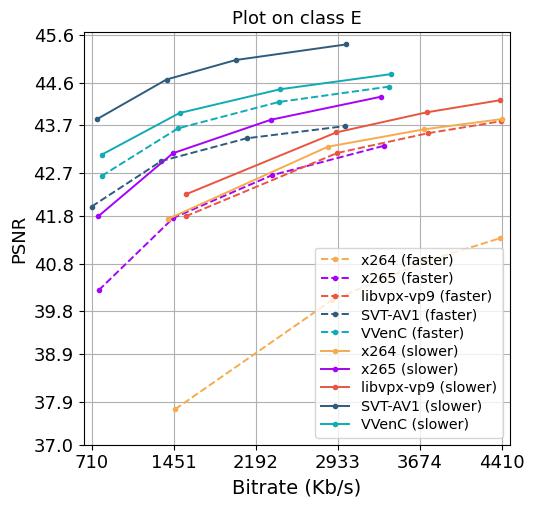 Plot on class E
45.6
44.6
43.7
42.7
41.8
40.8
39.8
38.9
37.9
37.0
PSNR
x264 (faster)
x265 (faster)
libvpx-vp9 (faster)
SVT-AV1 (faster)
VVenC (faster)
x264 (slower)
x265 (slower)
libvpx-vp9 (slower)
SVT-AV1 (slower)
VVenC (slower)
710 1451 2192 2933 3674 4410
Bitrate (Kb/s)